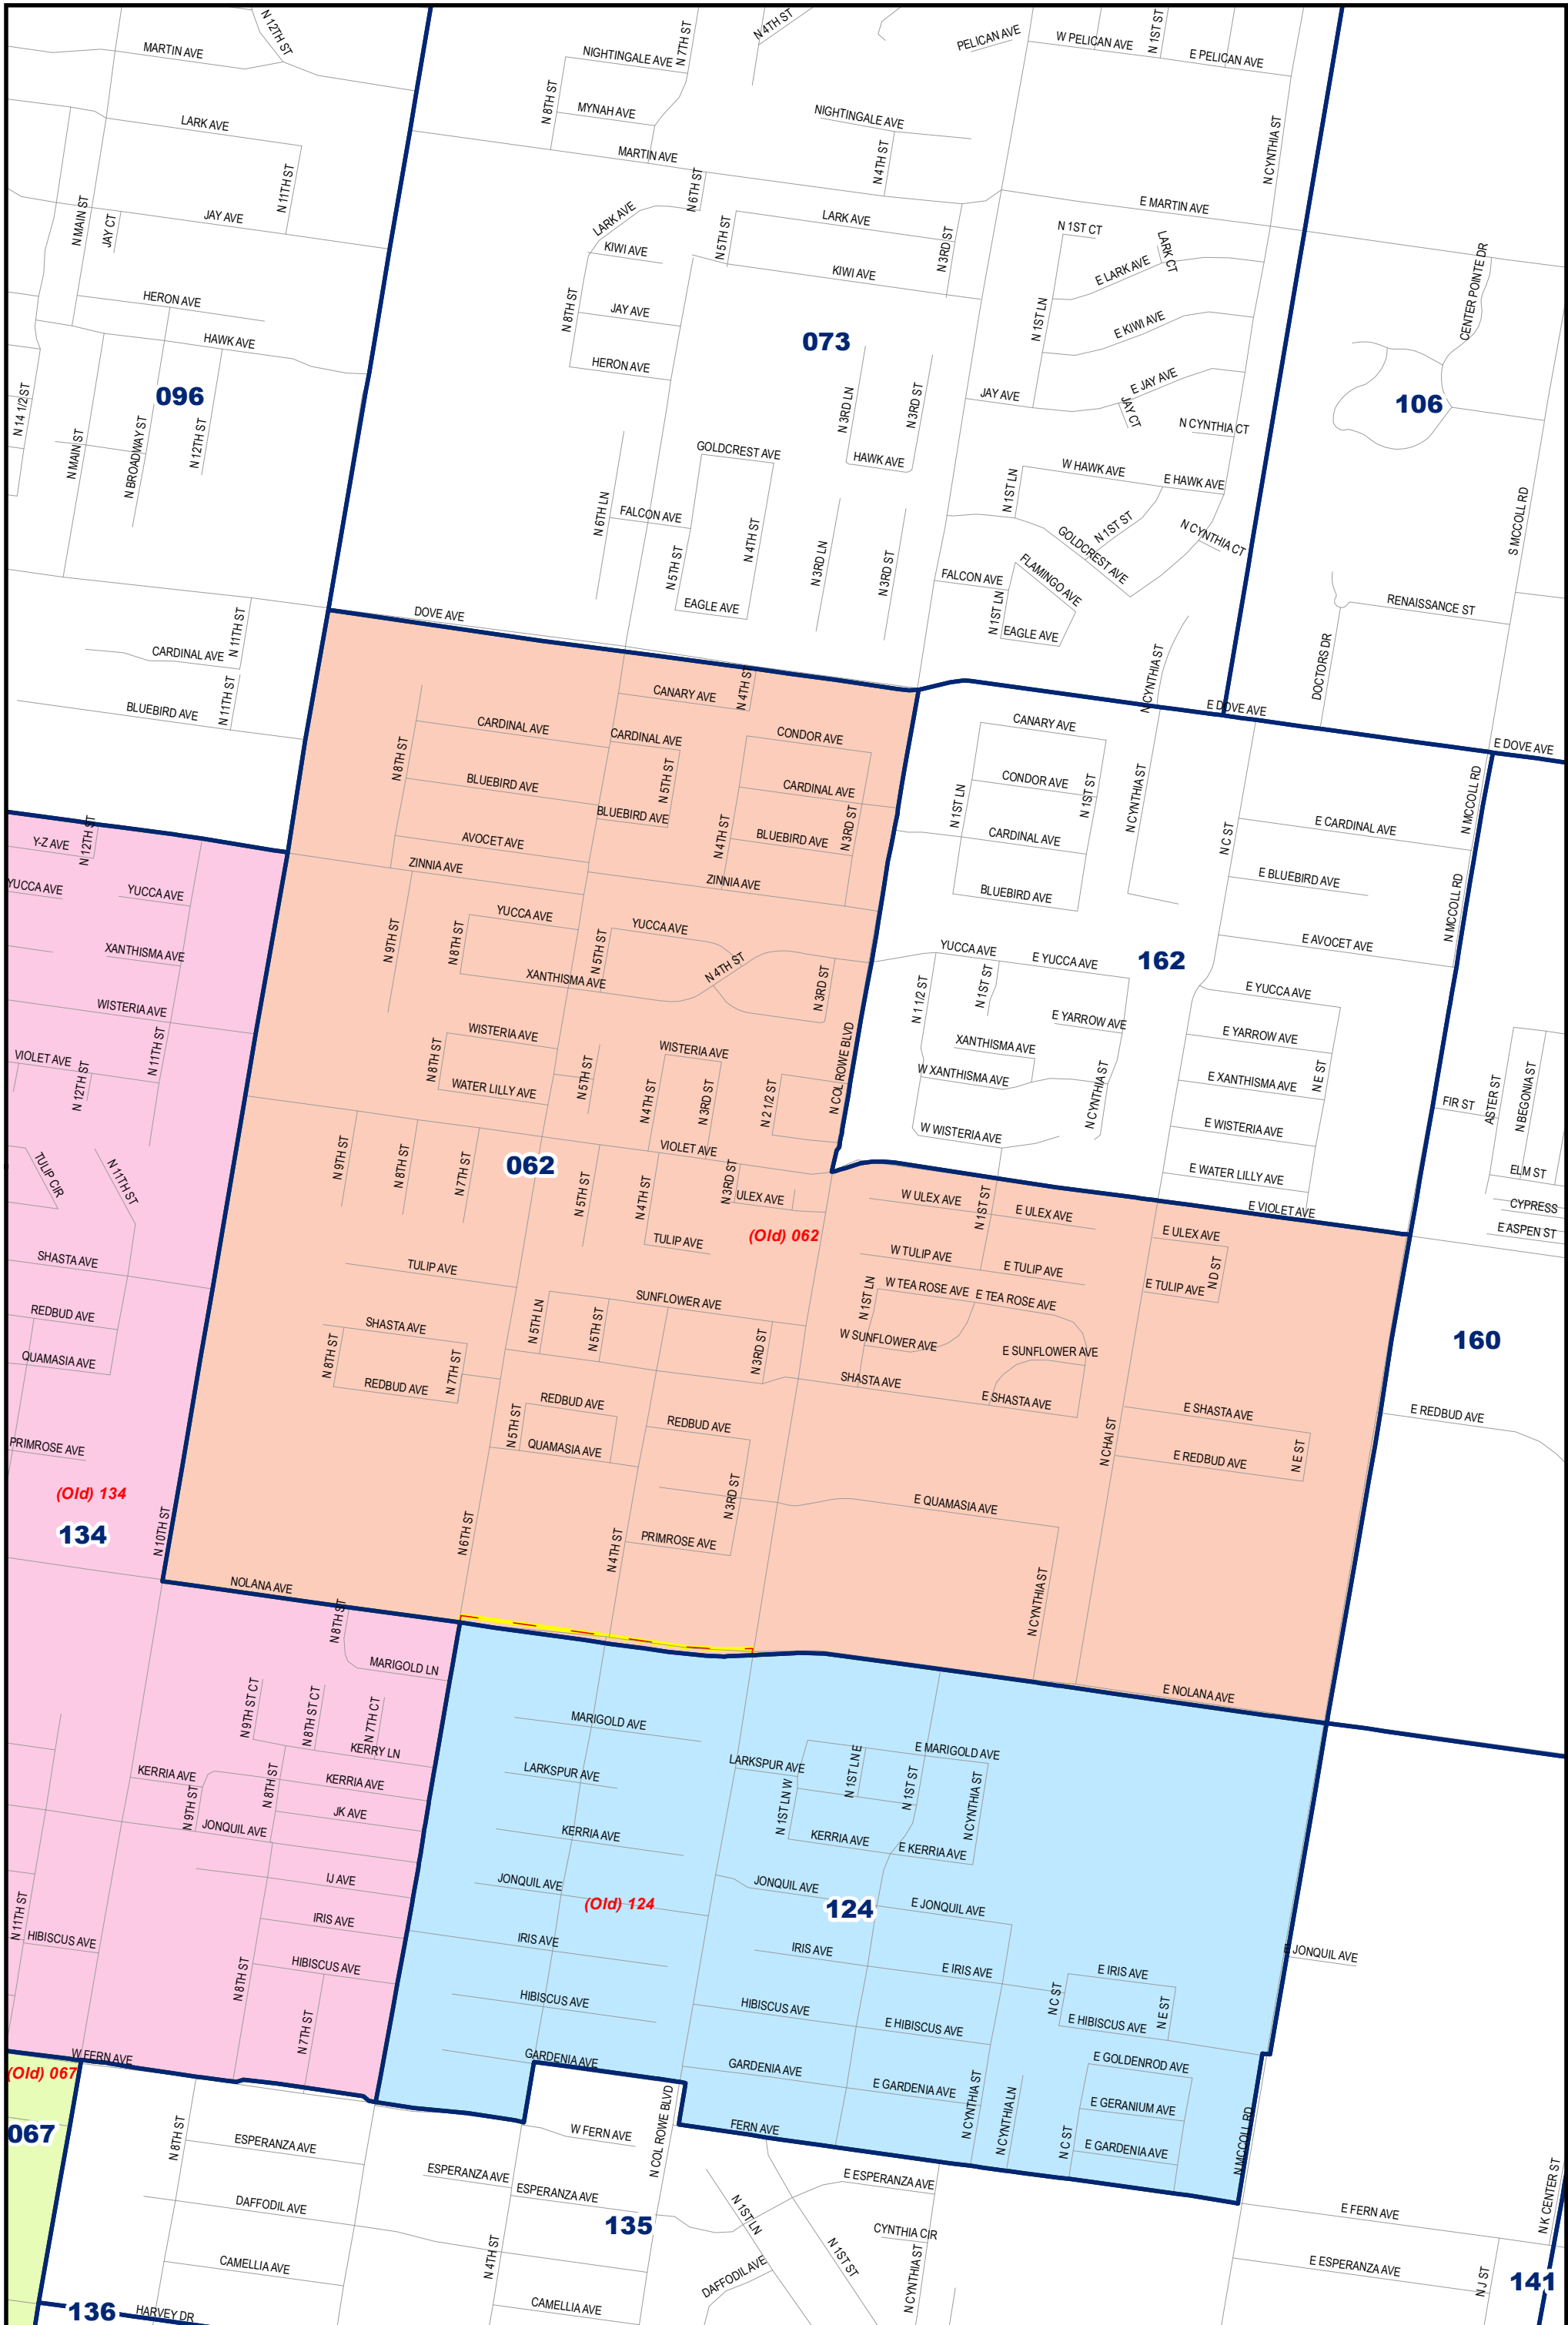 N 12TH ST
MARTIN AVE
N 7TH ST
N 4TH ST
PELICAN AVE
W PELICAN AVE
N 1ST ST
E PELICAN AVE
NIGHTINGALE AVE
N 8TH ST
MYNAH AVE
NIGHTINGALE AVE
LARK AVE
MARTIN AVE
N 4TH ST
N CYNTHIA ST
N 11TH ST
N 6TH ST
E MARTIN AVE
N MAIN ST
JAY CT
JAY AVE
LARK AVE
N 5TH ST
LARK AVE
N 3RD ST
N 1ST CT
LARK CT
KIWI AVE
KIWI AVE
E LARK AVE
CENTER POINTE DR
HERON AVE
N 8TH ST
JAY AVE
N 1ST LN
E KIWI AVE
HAWK AVE
073
HERON AVE
096
N 14 1/2 ST
N 3RD LN
N 3RD ST
JAY AVE
E JAY AVE
JAY CT
106
N CYNTHIA CT
N MAIN ST
N BROADWAY ST
N 12TH ST
GOLDCREST AVE
HAWK AVE
W HAWK AVE
E HAWK AVE
N 1ST LN
N 6TH LN
FALCON AVE
N 4TH ST
N 1ST ST
N CYNTHIA CT
S MCCOLL RD
N 5TH ST
N 3RD LN
N 3RD ST
GOLDCREST AVE
FALCON AVE
FLAMINGO AVE
EAGLE AVE
N 1ST LN
EAGLE AVE
RENAISSANCE ST
DOVE AVE
N 11TH ST
CARDINAL AVE
DOCTORS DR
N CYNTHIA ST
N 11TH ST
BLUEBIRD AVE
CANARY AVE
N 4TH ST
E DOVE AVE
E DOVE AVE
CARDINAL AVE
CARDINAL AVE
CONDOR AVE
CANARY AVE
N 8TH ST
BLUEBIRD AVE
N 5TH ST
CARDINAL AVE
CONDOR AVE
N 1ST LN
N 1ST ST
N CYNTHIA ST
N MCCOLL RD
BLUEBIRD AVE
N 4TH ST
BLUEBIRD AVE
N 3RD ST
CARDINAL AVE
N C ST
E CARDINAL AVE
N 12TH ST
Y-Z AVE
AVOCET AVE
ZINNIA AVE
ZINNIA AVE
E BLUEBIRD AVE
YUCCA AVE
YUCCA AVE
BLUEBIRD AVE
N MCCOLL RD
YUCCA AVE
YUCCA AVE
N 9TH ST
N 8TH ST
N 5TH ST
E AVOCET AVE
XANTHISMA AVE
XANTHISMA AVE
N 4TH ST
N 3RD ST
YUCCA AVE
E YUCCA AVE
162
N 1ST ST
E YUCCA AVE
WISTERIA AVE
N 1 1/2 ST
E YARROW AVE
E YARROW AVE
N 11TH ST
WISTERIA AVE
WISTERIA AVE
N COL ROWE BLVD
XANTHISMA AVE
VIOLET AVE
N 12TH ST
N 8TH ST
WATER LILLY AVE
N 5TH ST
N 4TH ST
N 3RD ST
N 2 1/2 ST
W XANTHISMA AVE
N CYNTHIA ST
E XANTHISMA AVE
N E ST
FIR ST
ASTER ST
N BEGONIA ST
W WISTERIA AVE
E WISTERIA AVE
VIOLET AVE
N 9TH ST
N 8TH ST
N 7TH ST
062
TULIP CIR
N 11TH ST
N 5TH ST
N 4TH ST
N 3RD ST
ULEX AVE
W ULEX AVE
N 1ST ST
E WATER LILLY AVE
E VIOLET AVE
ELM ST
CYPRESS
E ULEX AVE
E ULEX AVE
E ASPEN ST
(Old) 062
TULIP AVE
TULIP AVE
W TULIP AVE
E TULIP AVE
E TULIP AVE
N D ST
SHASTA AVE
N 1ST LN
W TEA ROSE AVE
E TEA ROSE AVE
REDBUD AVE
SHASTA AVE
N 5TH LN
N 5TH ST
SUNFLOWER AVE
N 3RD ST
W SUNFLOWER AVE
E SUNFLOWER AVE
160
QUAMASIA AVE
N 8TH ST
REDBUD AVE
N 7TH ST
SHASTA AVE
E SHASTA AVE
REDBUD AVE
E SHASTA AVE
E REDBUD AVE
PRIMROSE AVE
N 5TH ST
QUAMASIA AVE
REDBUD AVE
N CHAI ST
E REDBUD AVE
N E ST
(Old) 134
134
N 10TH ST
N 6TH ST
N 4TH ST
N 3RD ST
PRIMROSE AVE
E QUAMASIA AVE
NOLANA AVE
N CYNTHIA ST
N 8TH ST
MARIGOLD LN
E NOLANA AVE
N 9TH ST CT
N 8TH ST CT
N 7TH CT
KERRY LN
MARIGOLD AVE
E MARIGOLD AVE
KERRIA AVE
N 9TH ST
N 8TH ST
KERRIA AVE
LARKSPUR AVE
LARKSPUR AVE
N 1ST LN W
N 1ST LN E
N 1ST ST
N CYNTHIA ST
JK AVE
JONQUIL AVE
KERRIA AVE
KERRIA AVE
E KERRIA AVE
IJ AVE
JONQUIL AVE
(Old) 124
JONQUIL AVE
124
E JONQUIL AVE
N 11TH ST
HIBISCUS AVE
IRIS AVE
IRIS AVE
IRIS AVE
E JONQUIL AVE
HIBISCUS AVE
N 8TH ST
E IRIS AVE
N C ST
E IRIS AVE
N E ST
N 7TH ST
HIBISCUS AVE
HIBISCUS AVE
E HIBISCUS AVE
E HIBISCUS AVE
W FERN AVE
(Old) 067
GARDENIA AVE
GARDENIA AVE
E GARDENIA AVE
N CYNTHIA ST
N CYNTHIA LN
E GOLDENROD AVE
E GERANIUM AVE
067
N 8TH ST
ESPERANZA AVE
W FERN AVE
N COL ROWE BLVD
FERN AVE
N C ST
E GARDENIA AVE
N MCCOLL RD
ESPERANZA AVE
ESPERANZA AVE
E ESPERANZA AVE
DAFFODIL AVE
135
N 1ST LN
N 1ST ST
CYNTHIA CIR
E FERN AVE
N K CENTER ST
CAMELLIA AVE
N 4TH ST
DAFFODIL AVE
N CYNTHIA ST
E ESPERANZA AVE
N J ST
141
136
HARVEY DR
CAMELLIA AVE